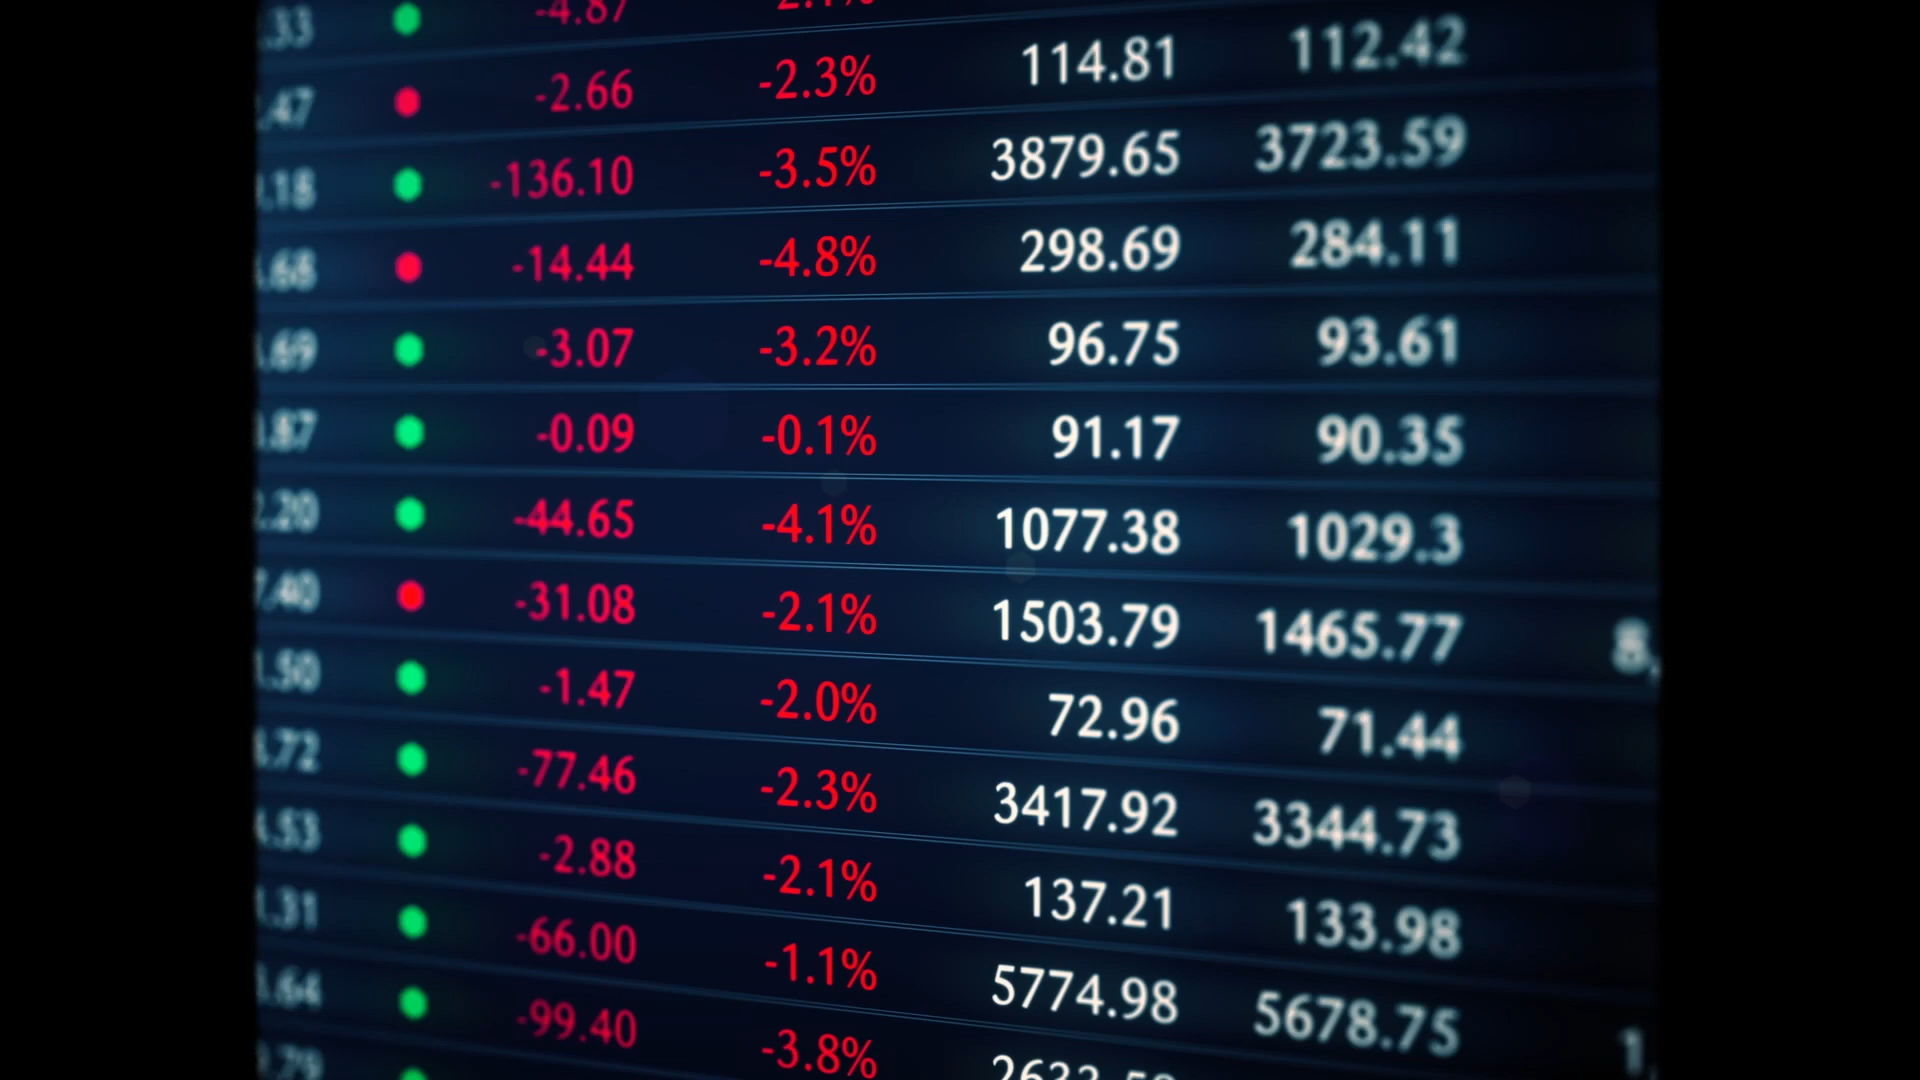 .33 -4.87
.47 -2.66 -2.3% 114.81 112.42
.18 -136.10 -3.5% 3879.65 3723.59
.68 -14.44 -4.8% 298.69 284.11
.69 -3.07 -3.2% 96.75 93.61
.87 -0.09 -0.1% 91.17 90.35
2.20 -44.65 -4.1% 1077.38 1029.3
7.40 -31.08 -2.1% 1503.79 1465.77 8.
.50 -1.47 -2.0% 72.96 71.44
.72 -77.46 -2.3% 3417.92 3344.73
.53 -2.88 -2.1% 137.21 133.98
.31 -66.00 -1.1% 5774.98 5678.75
.64 -99.40 -3.8%
.79